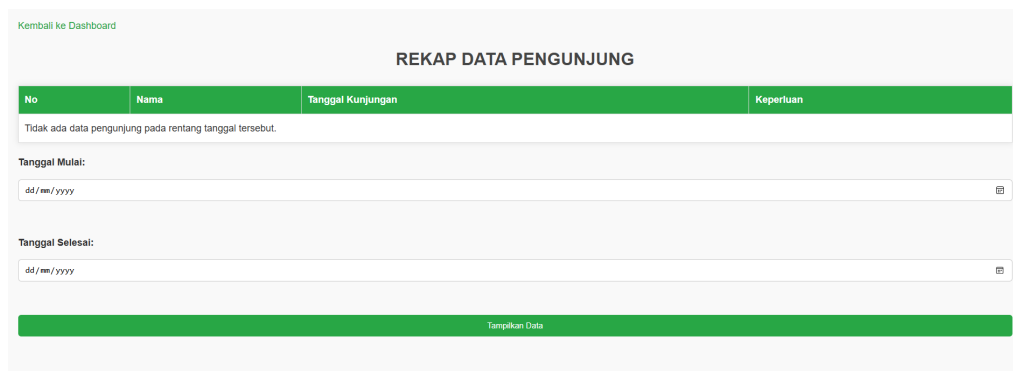 Kembali ke Dashboard
REKAP DATA PENGUNJUNG
No Nama Tanggal Kunjungan Keperluan
Tidak ada data pengunjung pada rentang tanggal tersebut.
Tanggal Mulai:
dd/mm/yyyy
Tanggal Selesai:
dd/mm/yyyy
Tampilkan Data